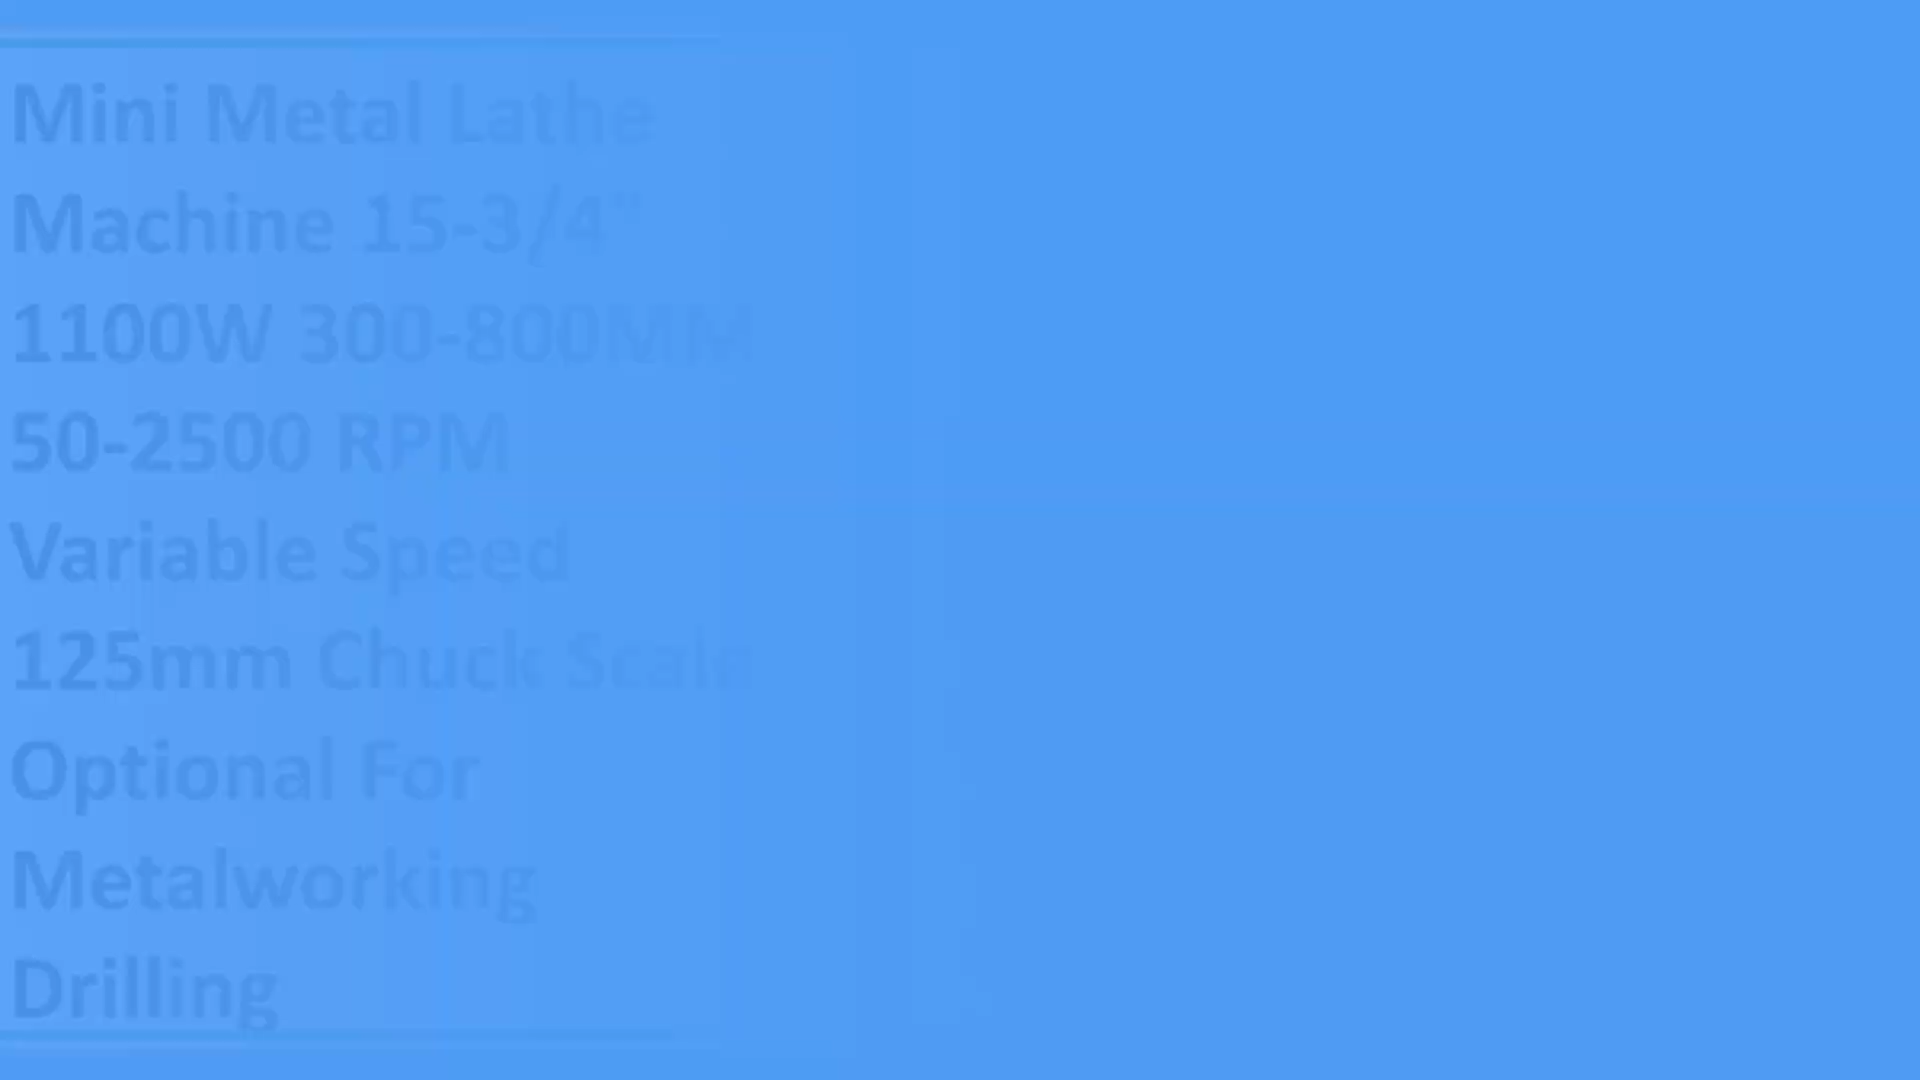 Mini Metal Lathe
Machine 15-3/4"
1100W 300-800MM
50-2500 RPM
Variable Speed
125mm Chuck Scale
Optional For
Metalworking
Drilling